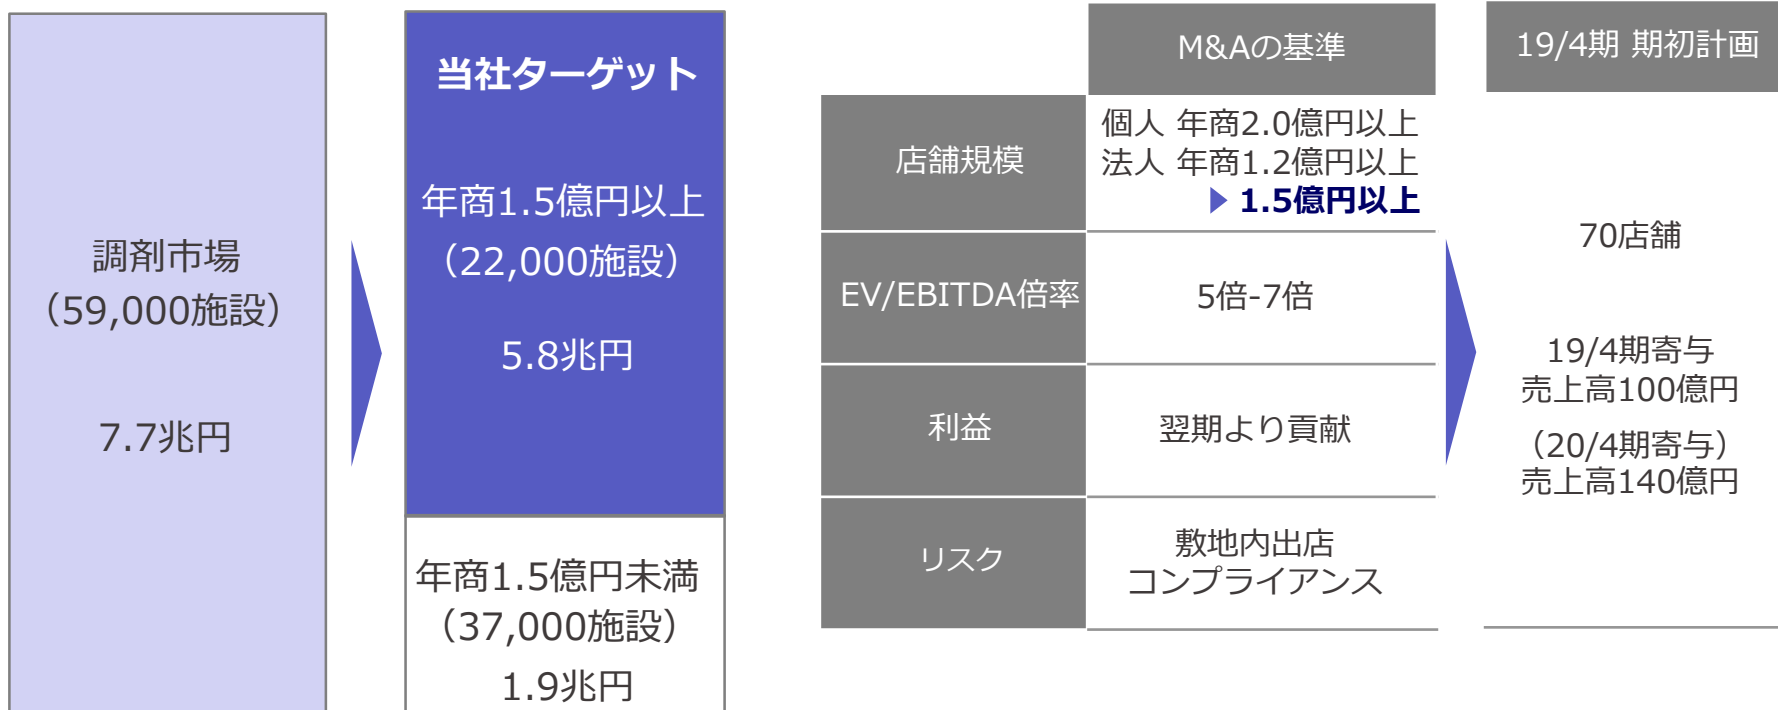 調剤市場
（59,000施設）
7.7兆円
当社ターゲット
年商1.5億円以上
（22,000施設）
5.8兆円
年商1.5億円未満
（37,000施設）
1.9兆円
M&Aの基準
19/4期 期初計画
店舗規模
個人 年商2.0億円以上
法人 年商1.2億円以上
1.5億円以上
EV/EBITDA倍率
5倍-7倍
利益
翌期より貢献
リスク
敷地内出店
コンプライアンス
70店舗
19/4期寄与
売上高100億円
（20/4期寄与）
売上高140億円